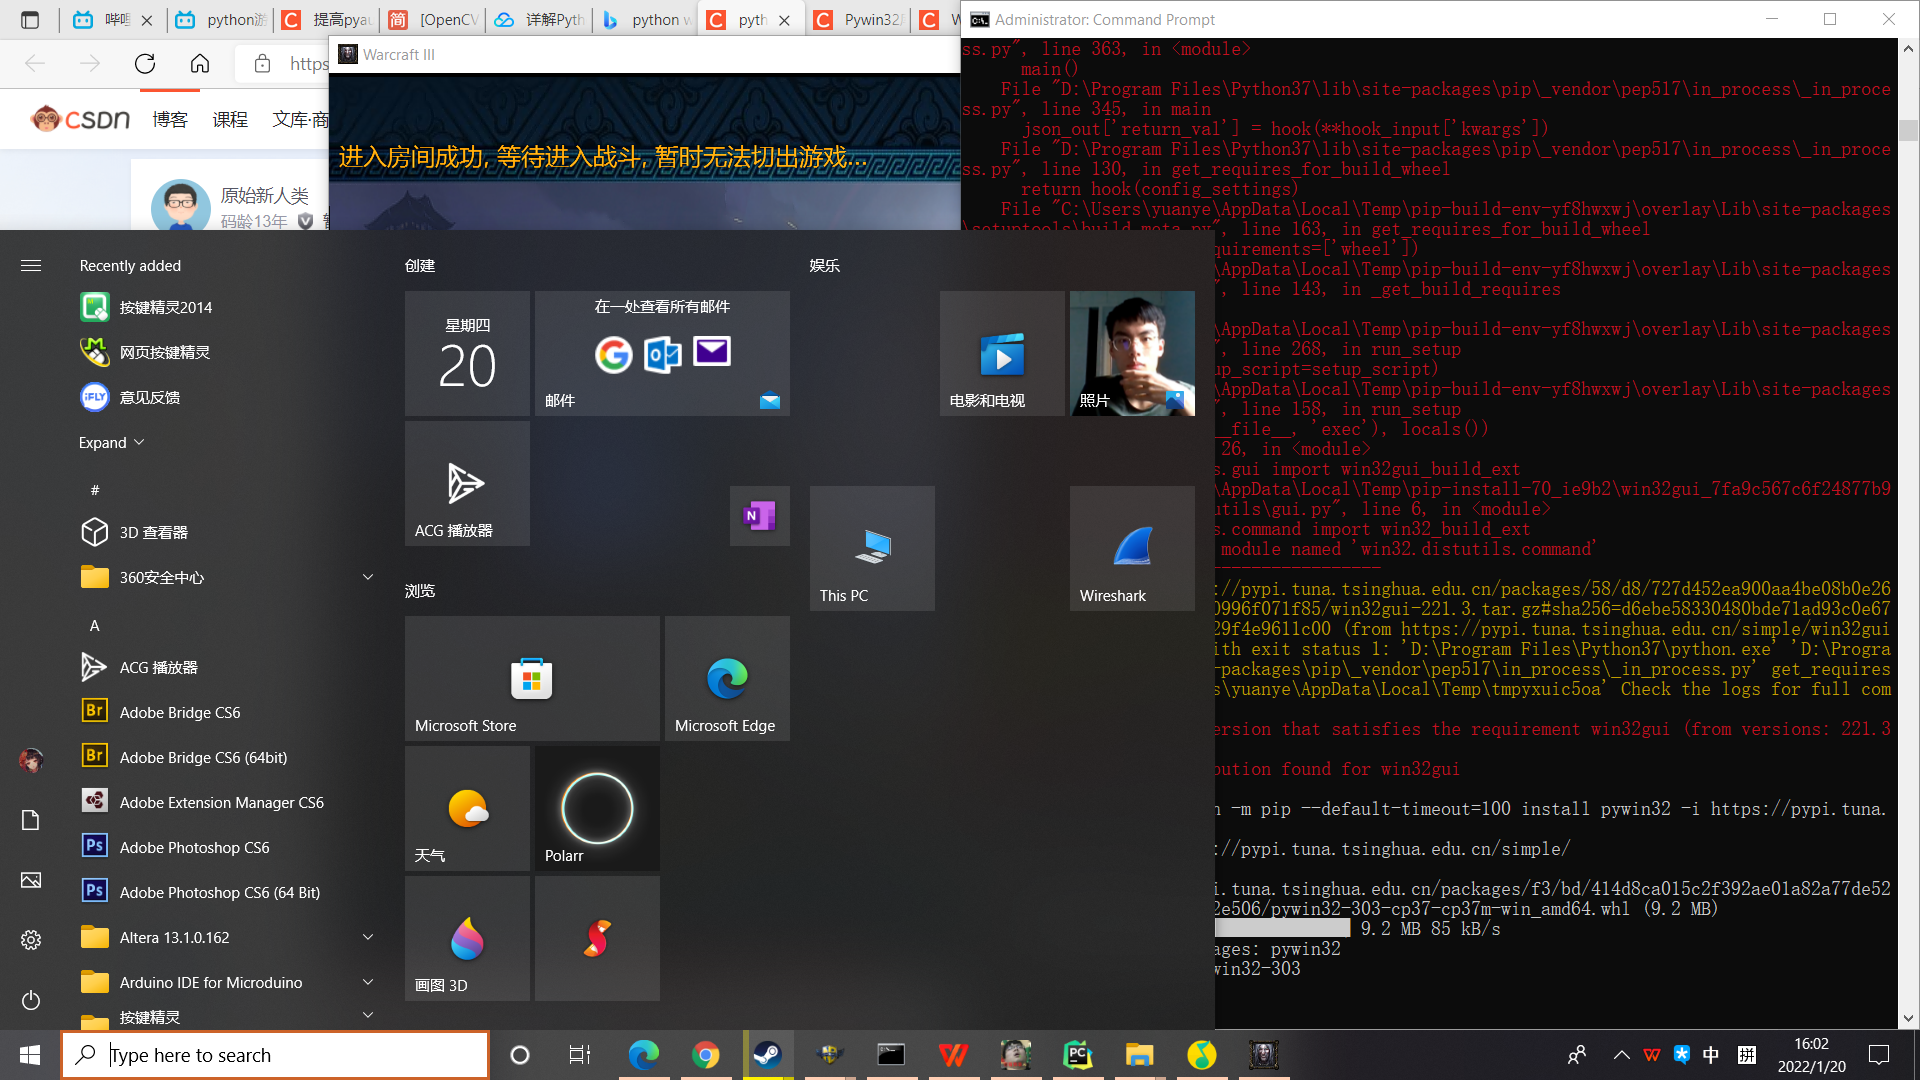 哔哩
python游
提高pyau
[OpenCV
详解Pyth
python w
pyth
Pywin32
W
https
CSDN
博客
课程
文库·商
原始新人类
码龄13年
Warcraft III
进入房间成功, 等待进入战斗, 暂时无法切出游戏...
Administrator: Command Prompt
ss.py", line 363, in <module>
main()
File "D:\Program Files\Python37\lib\site-packages\pip\_vendor\pep517\in_process\_in_proce
ss.py", line 345, in main
json_out['return_val'] = hook(**hook_input['kwargs'])
File "D:\Program Files\Python37\lib\site-packages\pip\_vendor\pep517\in_process\_in_proce
ss.py", line 130, in get_requires_for_build_wheel
return hook(config_settings)
File "C:\Users\yuanye\AppData\Local\Temp\pip-build-env-yf8hwxwj\overlay\Lib\site-packages
\setuptools\build_meta.py", line 163, in get_requires_for_build_wheel
quirements=['wheel'])
\AppData\Local\Temp\pip-build-env-yf8hwxwj\overlay\Lib\site-packages
", line 143, in _get_build_requires
\AppData\Local\Temp\pip-build-env-yf8hwxwj\overlay\Lib\site-packages
", line 268, in run_setup
up_script=setup_script)
\AppData\Local\Temp\pip-build-env-yf8hwxwj\overlay\Lib\site-packages
", line 158, in run_setup
__file__, 'exec'), locals())
26, in <module>
s.gui import win32gui_build_ext
\AppData\Local\Temp\pip-install-70_ie9b2\win32gui_7fa9c567c6f24877b9
utils\gui.py", line 6, in <module>
s.command import win32_build_ext
module named 'win32.distutils.command'
----------------
://pypi.tuna.tsinghua.edu.cn/packages/58/d8/727d452ea900aa4be08b0e26
0996f071f85/win32gui-221.3.tar.gz#sha256=d6ebe58330480bde71ad93c0e67
29f4e9611c00 (from https://pypi.tuna.tsinghua.edu.cn/simple/win32gui
ith exit status 1: 'D:\Program Files\Python37\python.exe' 'D:\Progra
-packages\pip\_vendor\pep517\in_process\_in_process.py' get_requires
s\yuanye\AppData\Local\Temp\tmpyxuic5oa' Check the logs for full com
ersion that satisfies the requirement win32gui (from versions: 221.3
bution found for win32gui
n -m pip --default-timeout=100 install pywin32 -i https://pypi.tuna.
://pypi.tuna.tsinghua.edu.cn/simple/
i.tuna.tsinghua.edu.cn/packages/f3/bd/414d8ca015c2f392ae01a82a77de52
2e506/pywin32-303-cp37-cp37m-win_amd64.whl (9.2 MB)
9.2 MB 85 kB/s
ages: pywin32
win32-303
Recently added
按键精灵2014
网页按键精灵
iFLY
意见反馈
Expand
#
3D 查看器
360安全中心
A
ACG 播放器
Br
Adobe Bridge CS6
Br
Adobe Bridge CS6 (64bit)
Adobe Extension Manager CS6
Ps
Adobe Photoshop CS6
Ps
Adobe Photoshop CS6 (64 Bit)
Altera 13.1.0.162
Arduino IDE for Microduino
按键精灵
创建
星期四
20
在一处查看所有邮件
邮件
ACG 播放器
N
浏览
Microsoft Store
Microsoft Edge
天气
Polarr
画图 3D
娱乐
电影和电视
照片
This PC
Wireshark
Type here to search
PC
中
拼
16:02
2022/1/20